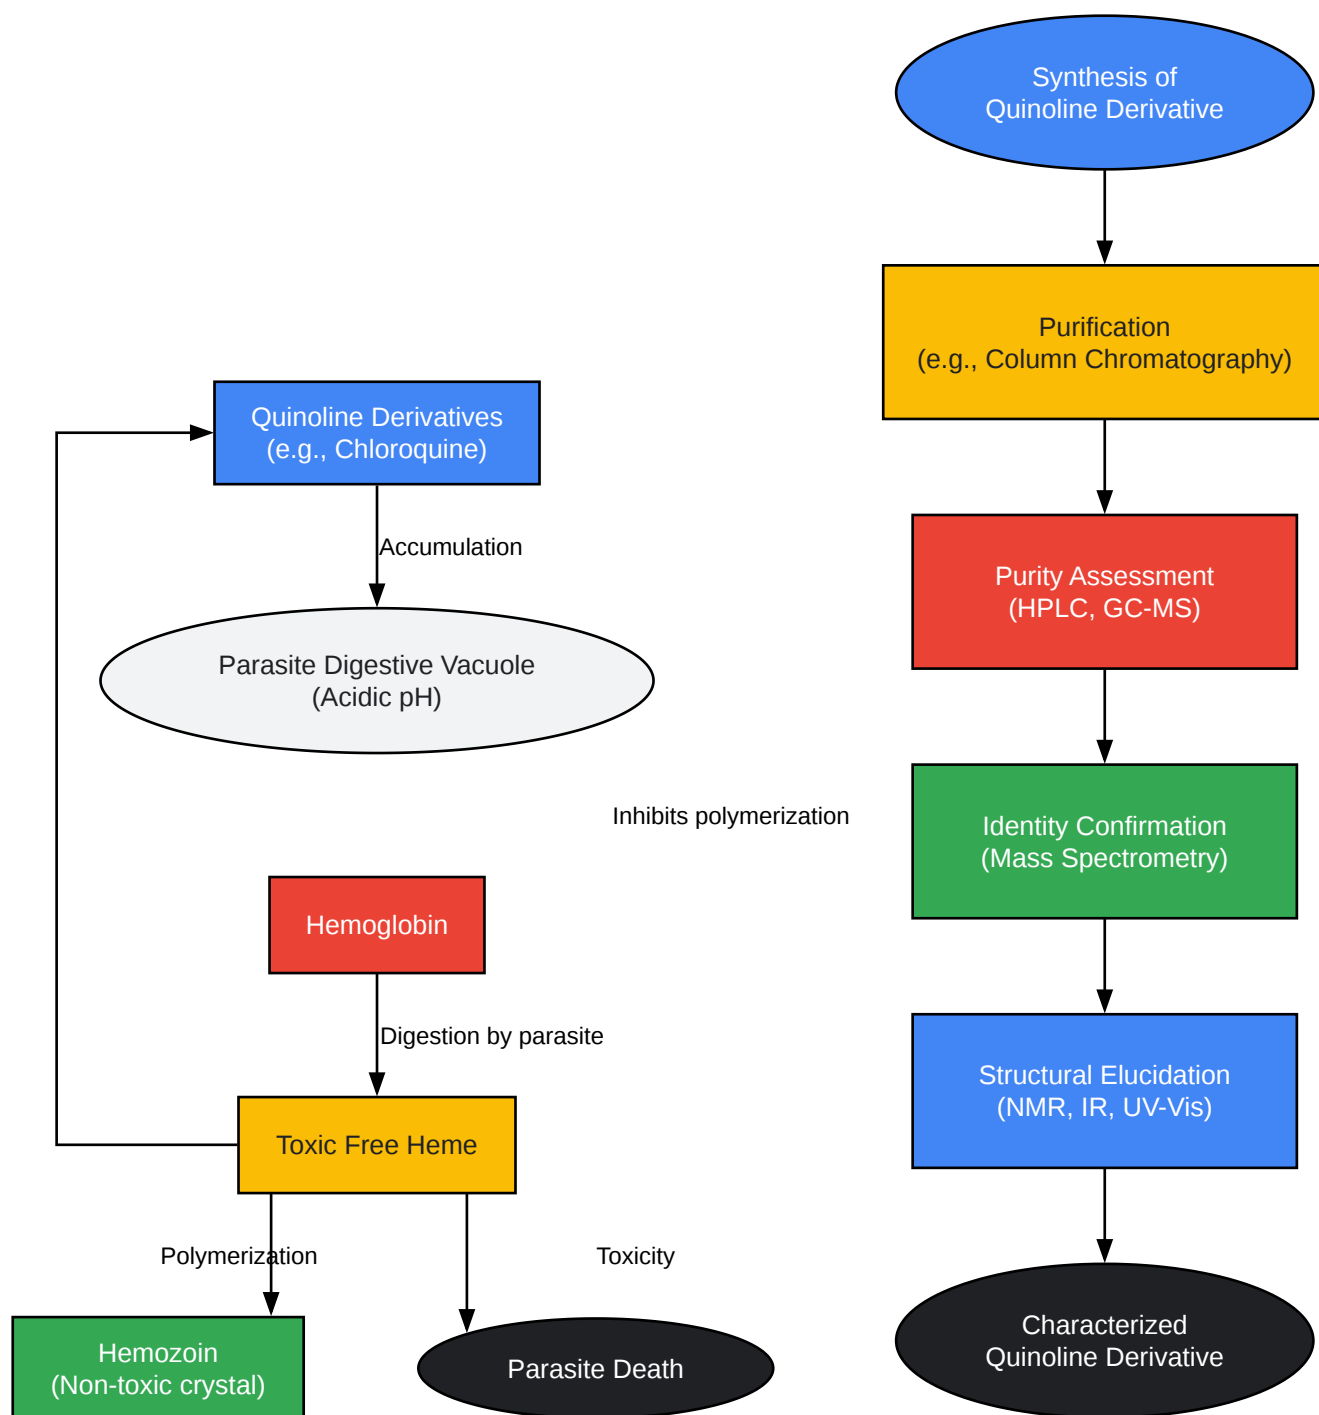 Synthesis of
Quinoline Derivative
Purification
(e.g., Column Chromatography)
Purity Assessment
(HPLC, GC-MS)
Identity Confirmation
(Mass Spectrometry)
Structural Elucidation
(NMR, IR, UV-Vis)
Characterized
Quinoline Derivative
Quinoline Derivatives
(e.g., Chloroquine)
Accumulation
Parasite Digestive Vacuole
(Acidic pH)
Inhibits polymerization
Hemoglobin
Digestion by parasite
Toxic Free Heme
Polymerization
Toxicity
Hemozoin
(Non-toxic crystal)
Parasite Death